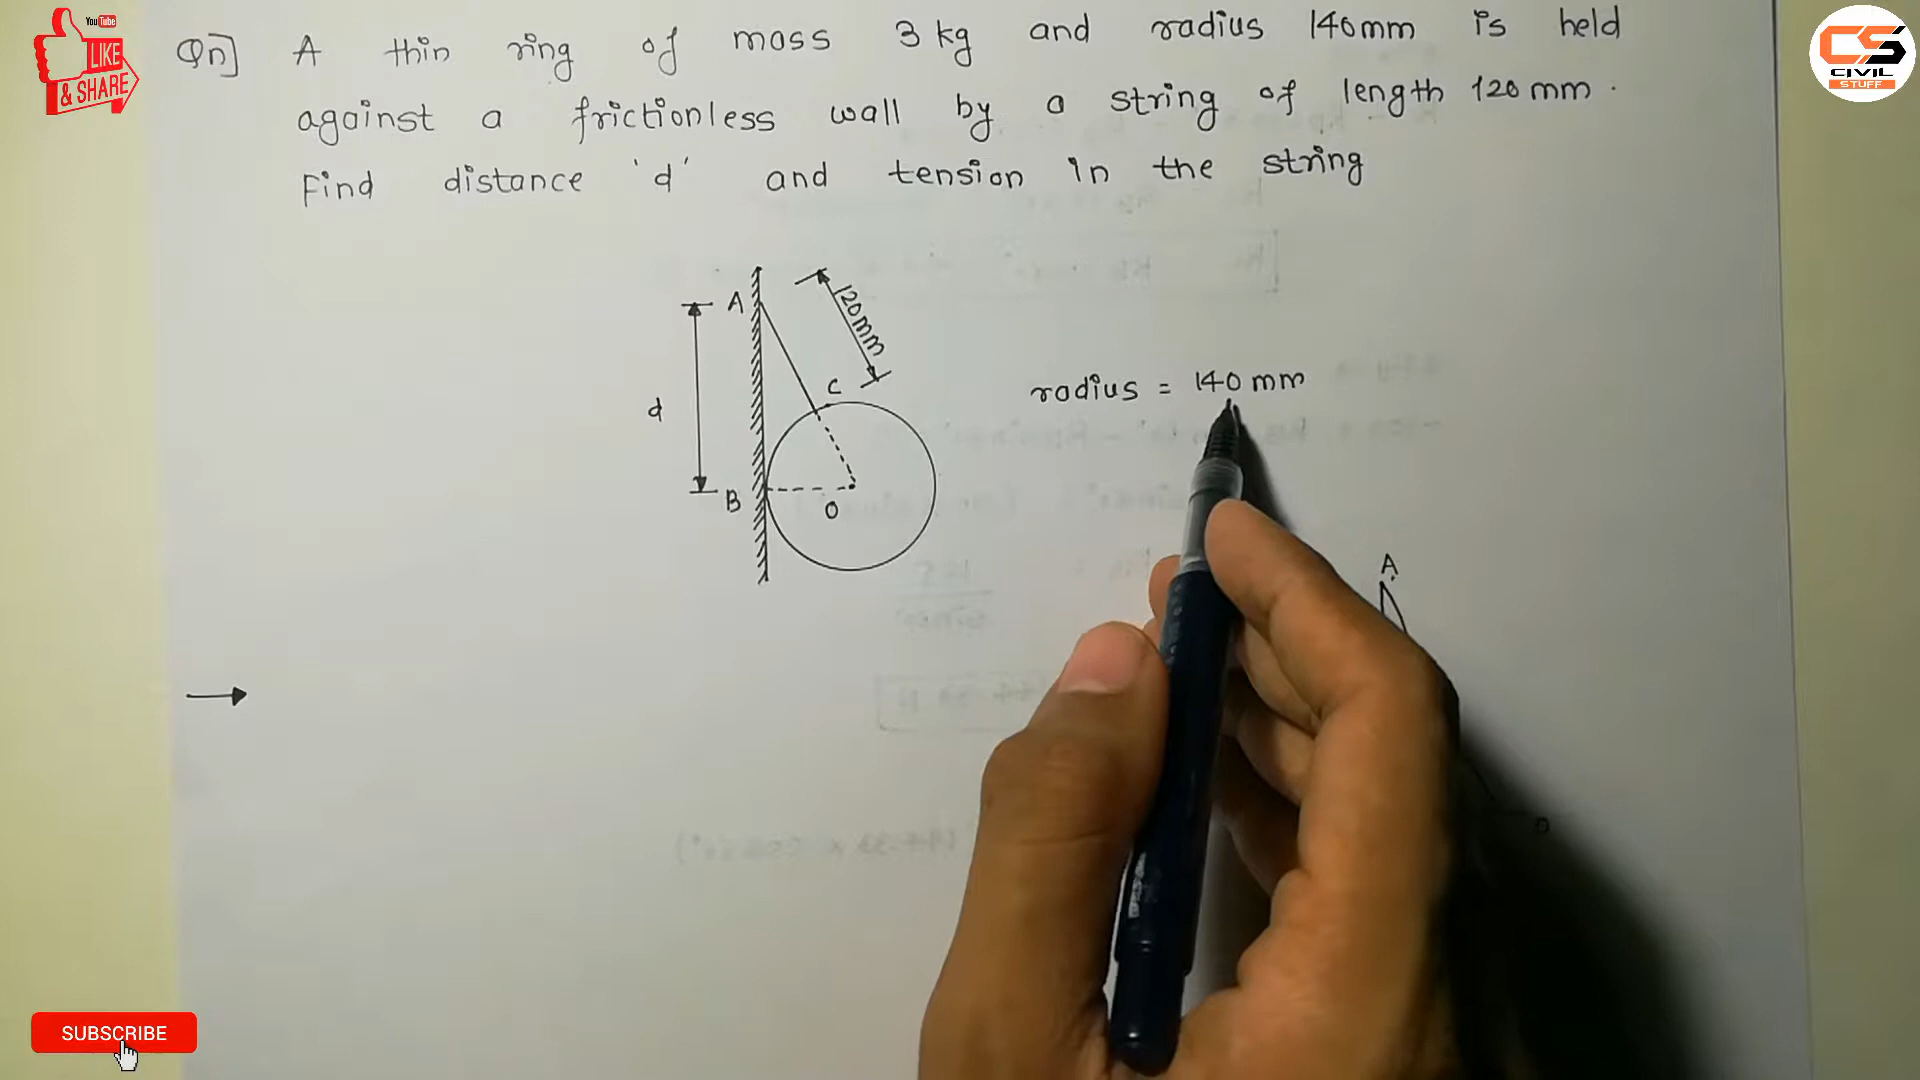 YouTube
LIKE
& SHARE
CS
CIVIL
STUFF
Qn] A thin ring of mass 3 kg and radius 140mm is held
against a frictionless wall by a string of length 120 mm.
Find distance 'd' and tension in the string
A
120mm
C
d
radius = 140 mm
B
O
A
SUBSCRIBE